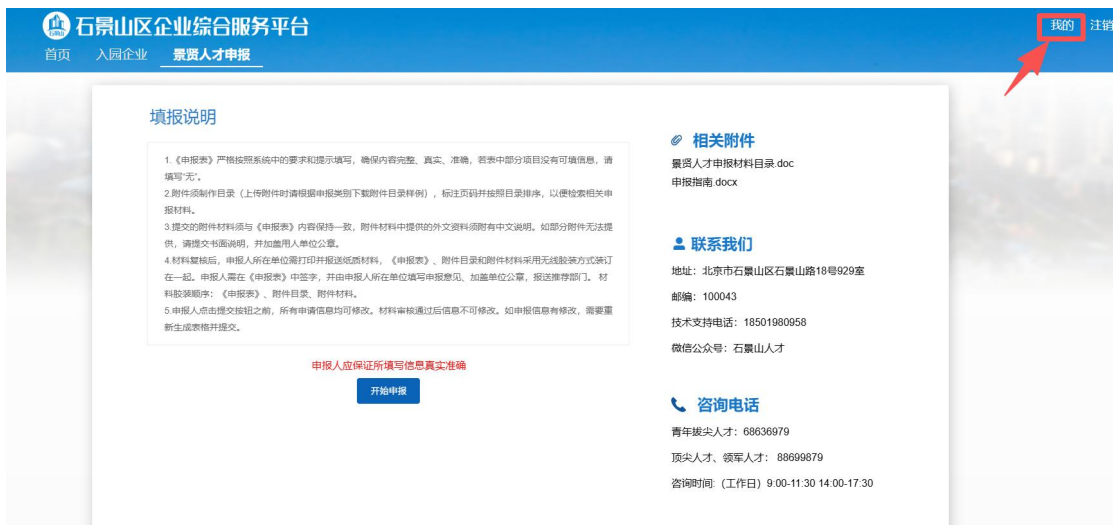 石景山区企业综合服务平台
我的 注销
首页 入园企业 景贤人才申报
填报说明
1.《申报表》严格按照系统中的要求和提示填写，确保内容完整、真实、准确，若表中部分项目没有可填信息，请
填写“无”。
2.附件须制作目录（上传附件时请根据申报类别下载附件目录样例），标注页码并按照目录排序，以便检索相关申
报材料。
3.提交的附件材料须与《申报表》内容保持一致，附件材料中提供的外文资料须附有中文说明。如部分附件无法提
供，请提交书面说明，并加盖用人单位公章。
4.材料复核后，申报人所在单位需打印并报送纸质材料，《申报表》、附件目录和附件材料采用无线胶装方式装订
在一起。申报人需在《申报表》中签字，并由申报人所在单位填写申报意见、加盖单位公章，报送推荐部门。材
料胶装顺序：《申报表》、附件目录、附件材料。
5.申报人点击提交按钮之前，所有申请信息均可修改。材料审核通过后信息不可修改。如申报信息有修改，需要重
新生成表格并提交。
申报人应保证所填写信息真实准确
开始申报
相关附件
景贤人才申报材料目录.doc
申报指南.docx
联系我们
地址：北京市石景山区石景山路18号929室
邮编：100043
技术支持电话：18501980958
微信公众号：石景山人才
咨询电话
青年拔尖人才：68636979
顶尖人才、领军人才： 88699879
咨询时间:（工作日）9:00-11:30 14:00-17:30